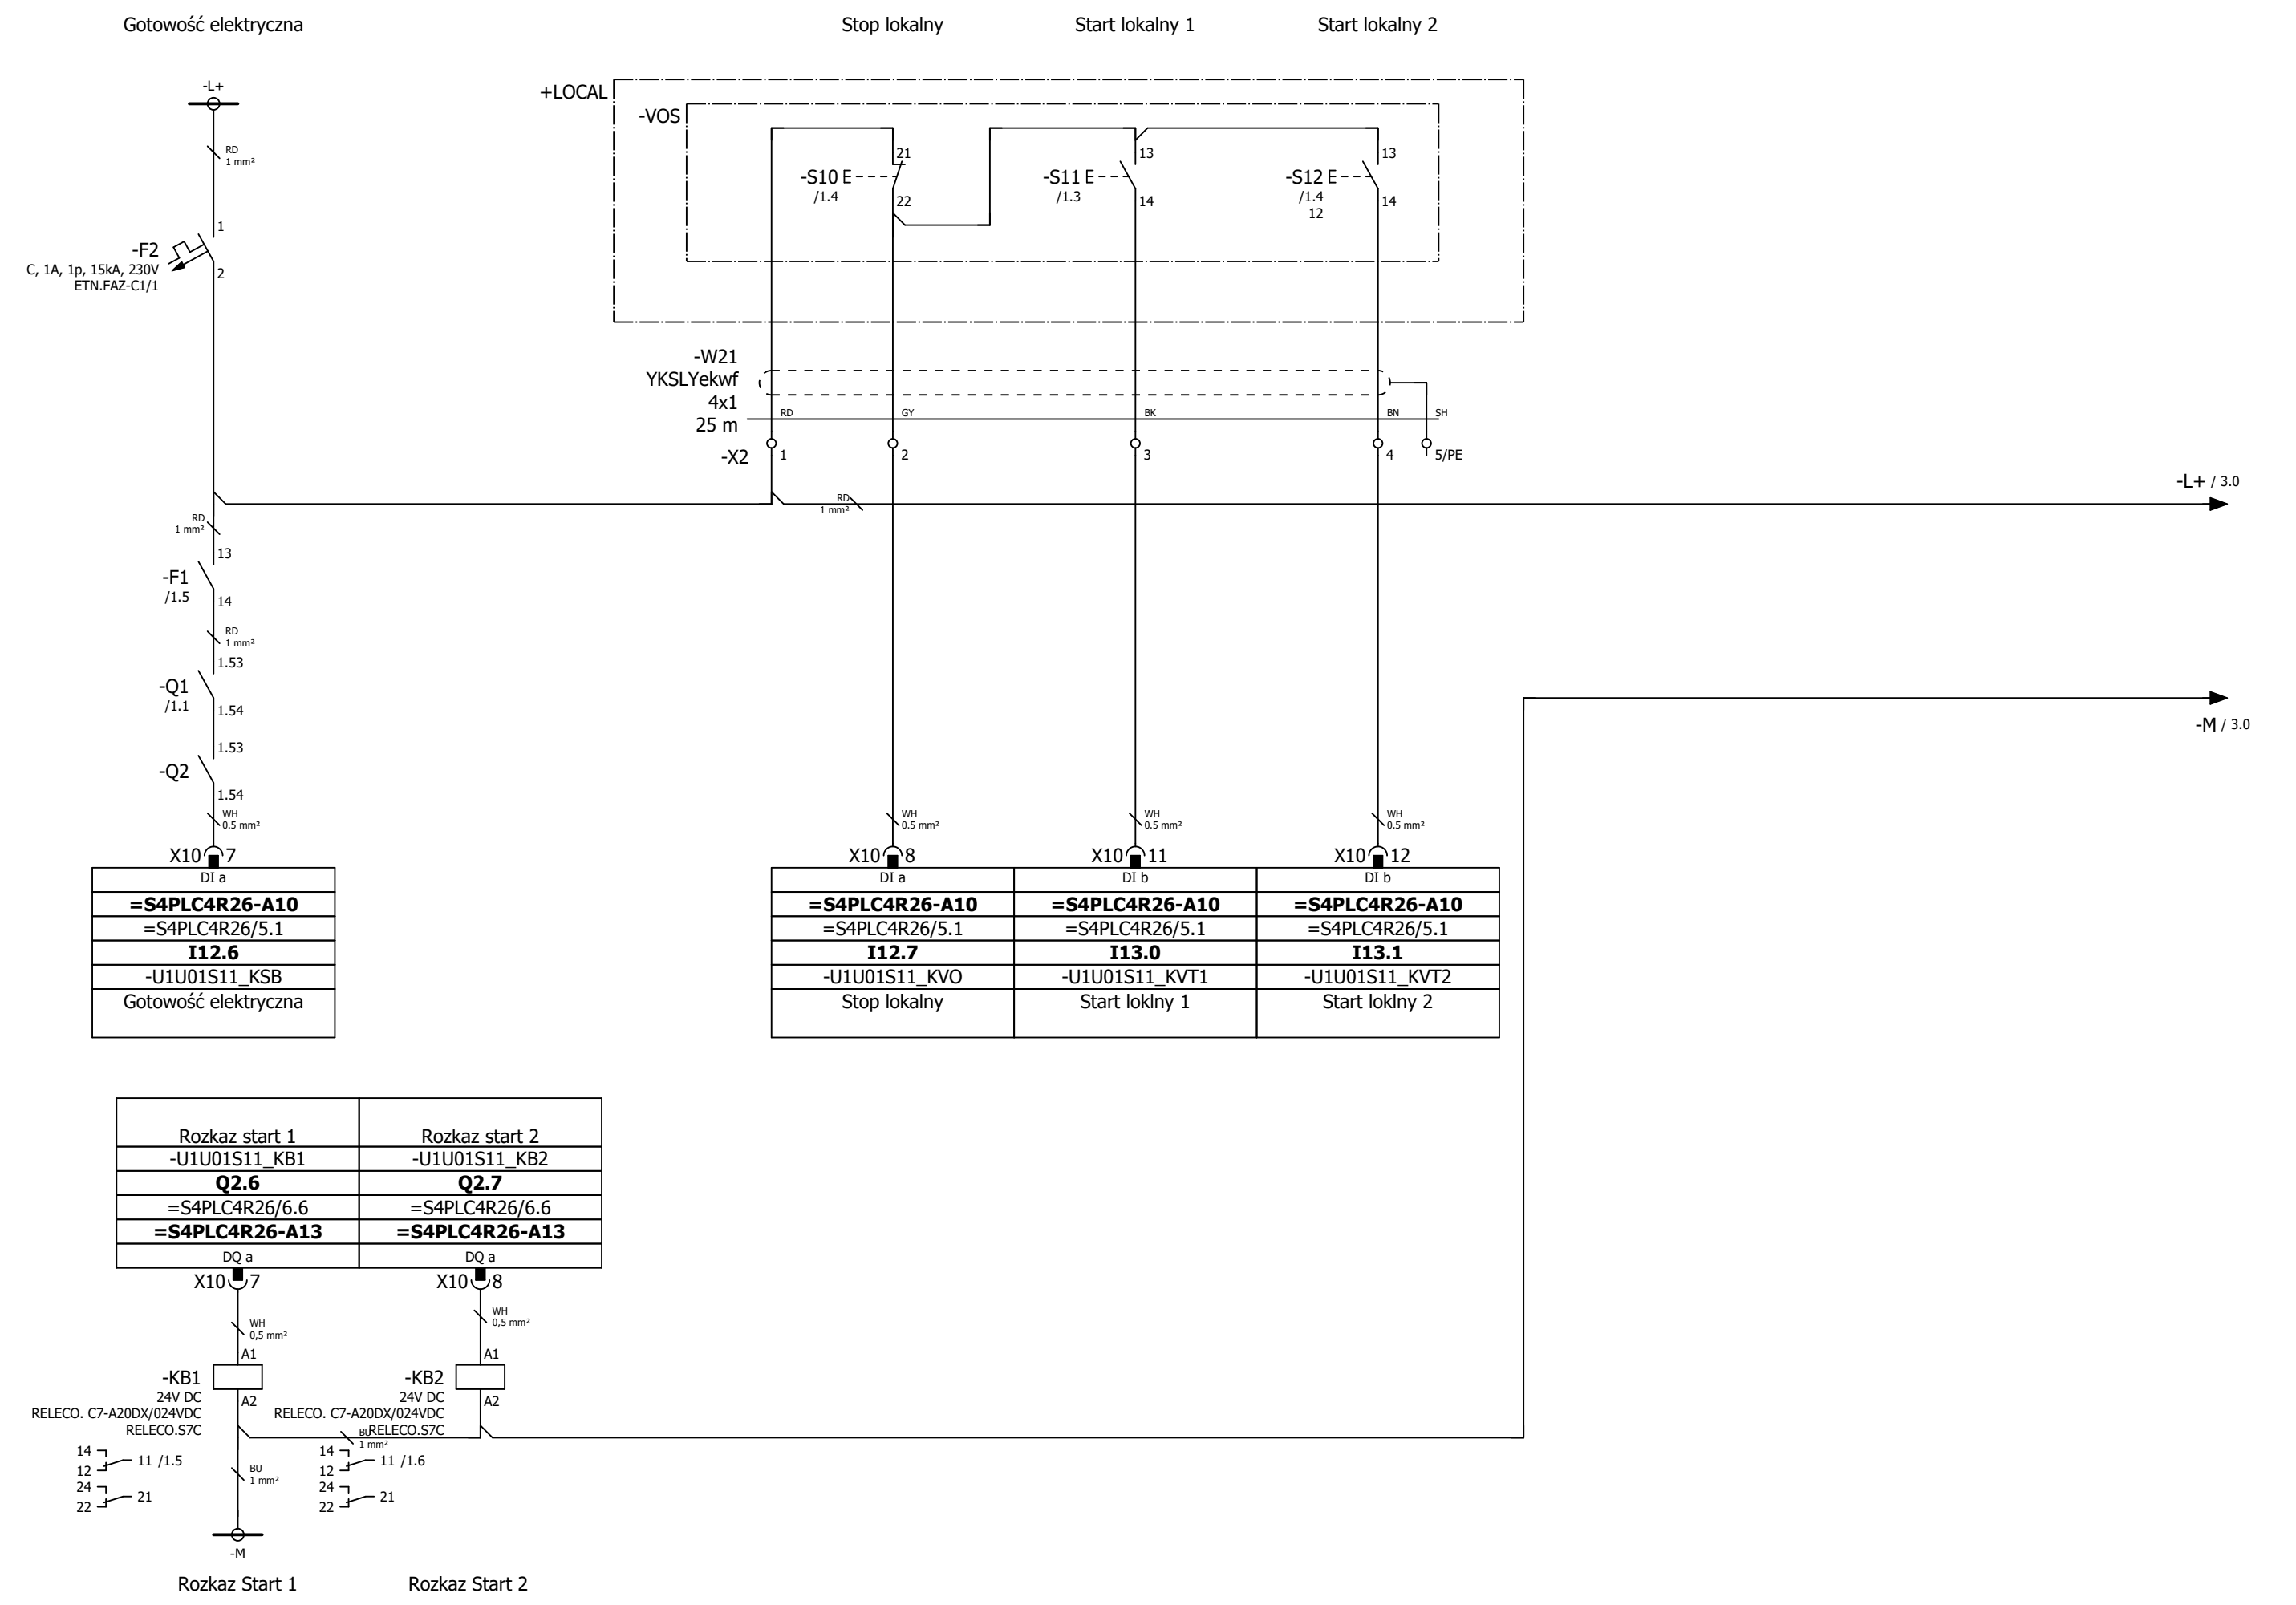 Gotowość elektryczna
Stop lokalny
Start lokalny 1
Start lokalny 2
-L+
RD
1 mm²
1
-F2
2
C, 1A, 1p, 15kA, 230V
ETN.FAZ-C1/1
+LOCAL
-VOS
21
-S10 E
/1.4
22
13
-S11 E
/1.3
14
13
-S12 E
/1.4
12
14
-W21
YKSLYekwf
4x1
25 m
RD
GY
BK
BN
SH
-X2
1
2
3
4
5/PE
-L+ / 3.0
RD
1 mm²
RD
1 mm²
13
-F1
/1.5
14
RD
1 mm²
1.53
-Q1
/1.1
1.54
-M / 3.0
1.53
-Q2
1.54
WH
0.5 mm²
WH
0.5 mm²
WH
0.5 mm²
WH
0.5 mm²
X10 7
DI a
=S4PLC4R26-A10
=S4PLC4R26/5.1
I12.6
-U1U01S11_KSB
Gotowość elektryczna
X10 8
DI a
=S4PLC4R26-A10
=S4PLC4R26/5.1
I12.7
-U1U01S11_KVO
Stop lokalny
X10 11
DI b
=S4PLC4R26-A10
=S4PLC4R26/5.1
I13.0
-U1U01S11_KVT1
Start loklny 1
X10 12
DI b
=S4PLC4R26-A10
=S4PLC4R26/5.1
I13.1
-U1U01S11_KVT2
Start loklny 2
Rozkaz start 1
-U1U01S11_KB1
Q2.6
=S4PLC4R26/6.6
=S4PLC4R26-A13
DQ a
X10 7
Rozkaz start 2
-U1U01S11_KB2
Q2.7
=S4PLC4R26/6.6
=S4PLC4R26-A13
DQ a
X10 8
WH
0,5 mm²
A1
-KB1
24V DC
A2
RELECO. C7-A20DX/024VDC
RELECO.S7C
14
12
11 /1.5
24
22
21
BU
1 mm²
-M
WH
0,5 mm²
A1
-KB2
24V DC
A2
RELECO. C7-A20DX/024VDC
RELECO.S7C
BU
1 mm²
14
12
11 /1.6
24
22
21
Rozkaz Start 1
Rozkaz Start 2